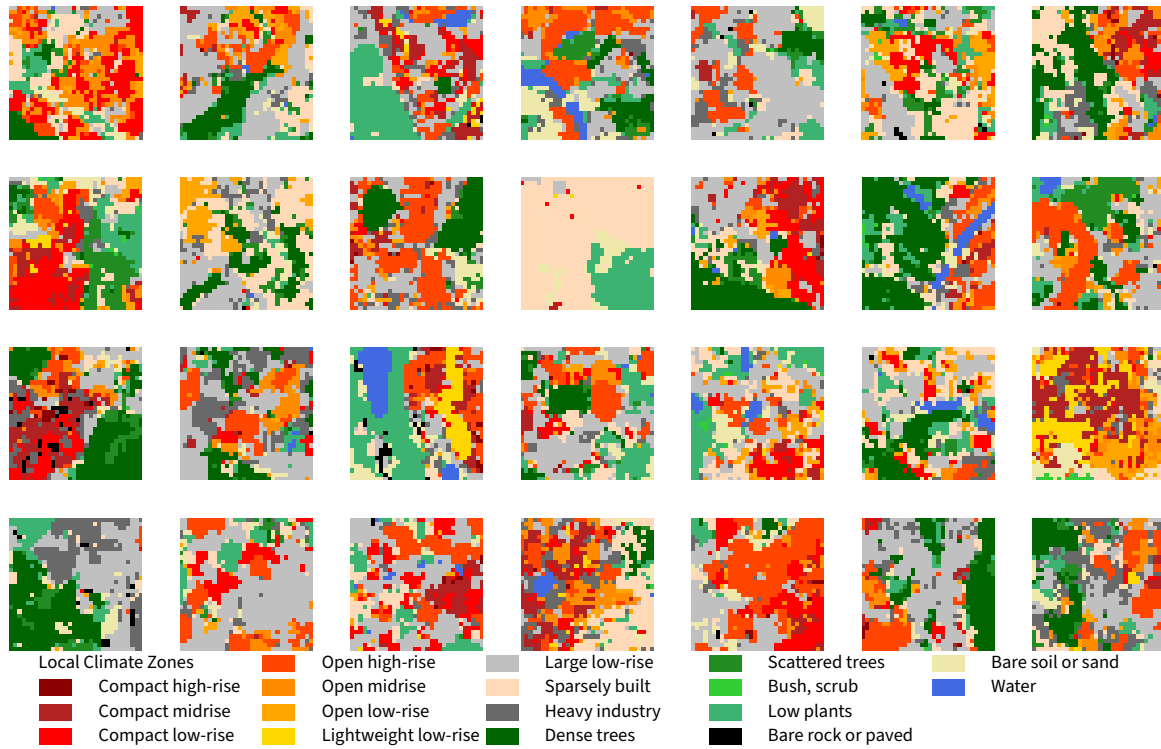 Local Climate Zones
Compact high-rise
Compact midrise
Compact low-rise
Open high-rise
Open midrise
Open low-rise
Lightweight low-rise
Large low-rise
Sparsely built
Heavy industry
Dense trees
Scattered trees
Bush, scrub
Low plants
Bare rock or paved
Bare soil or sand
Water